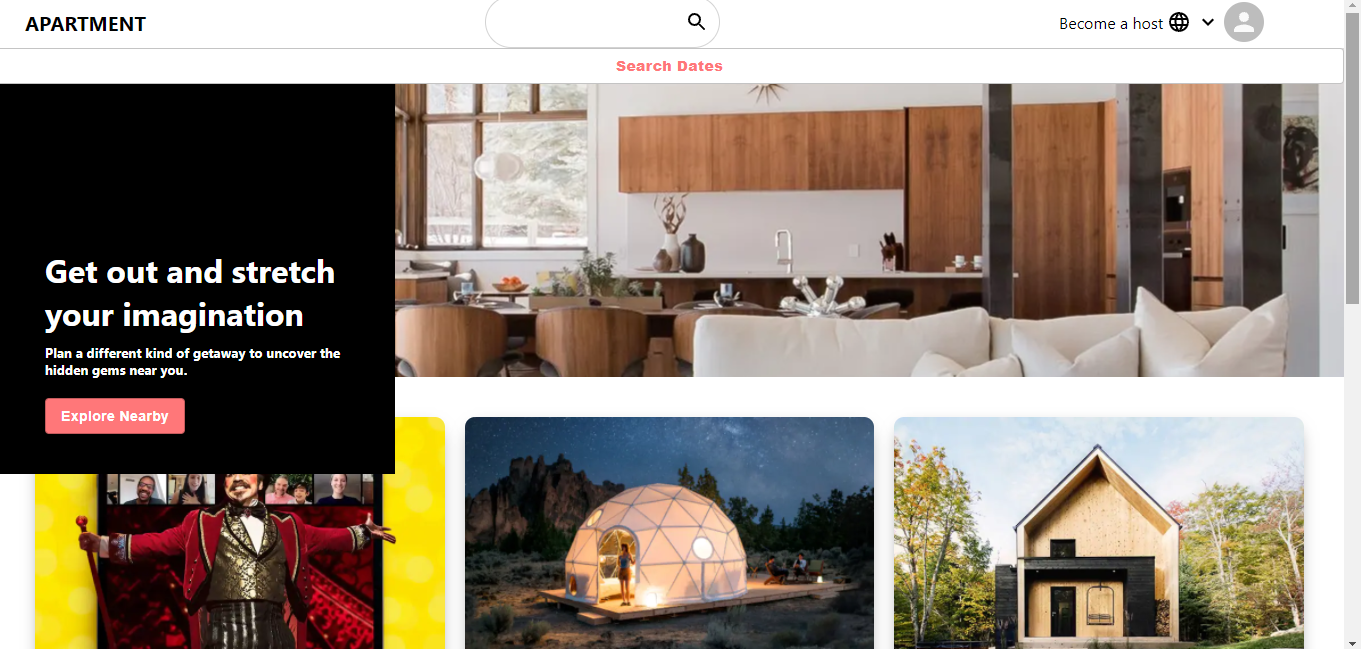 APARTMENT
Become a host
Search Dates
Get out and stretch
your imagination
Plan a different kind of getaway to uncover the
hidden gems near you.
Explore Nearby